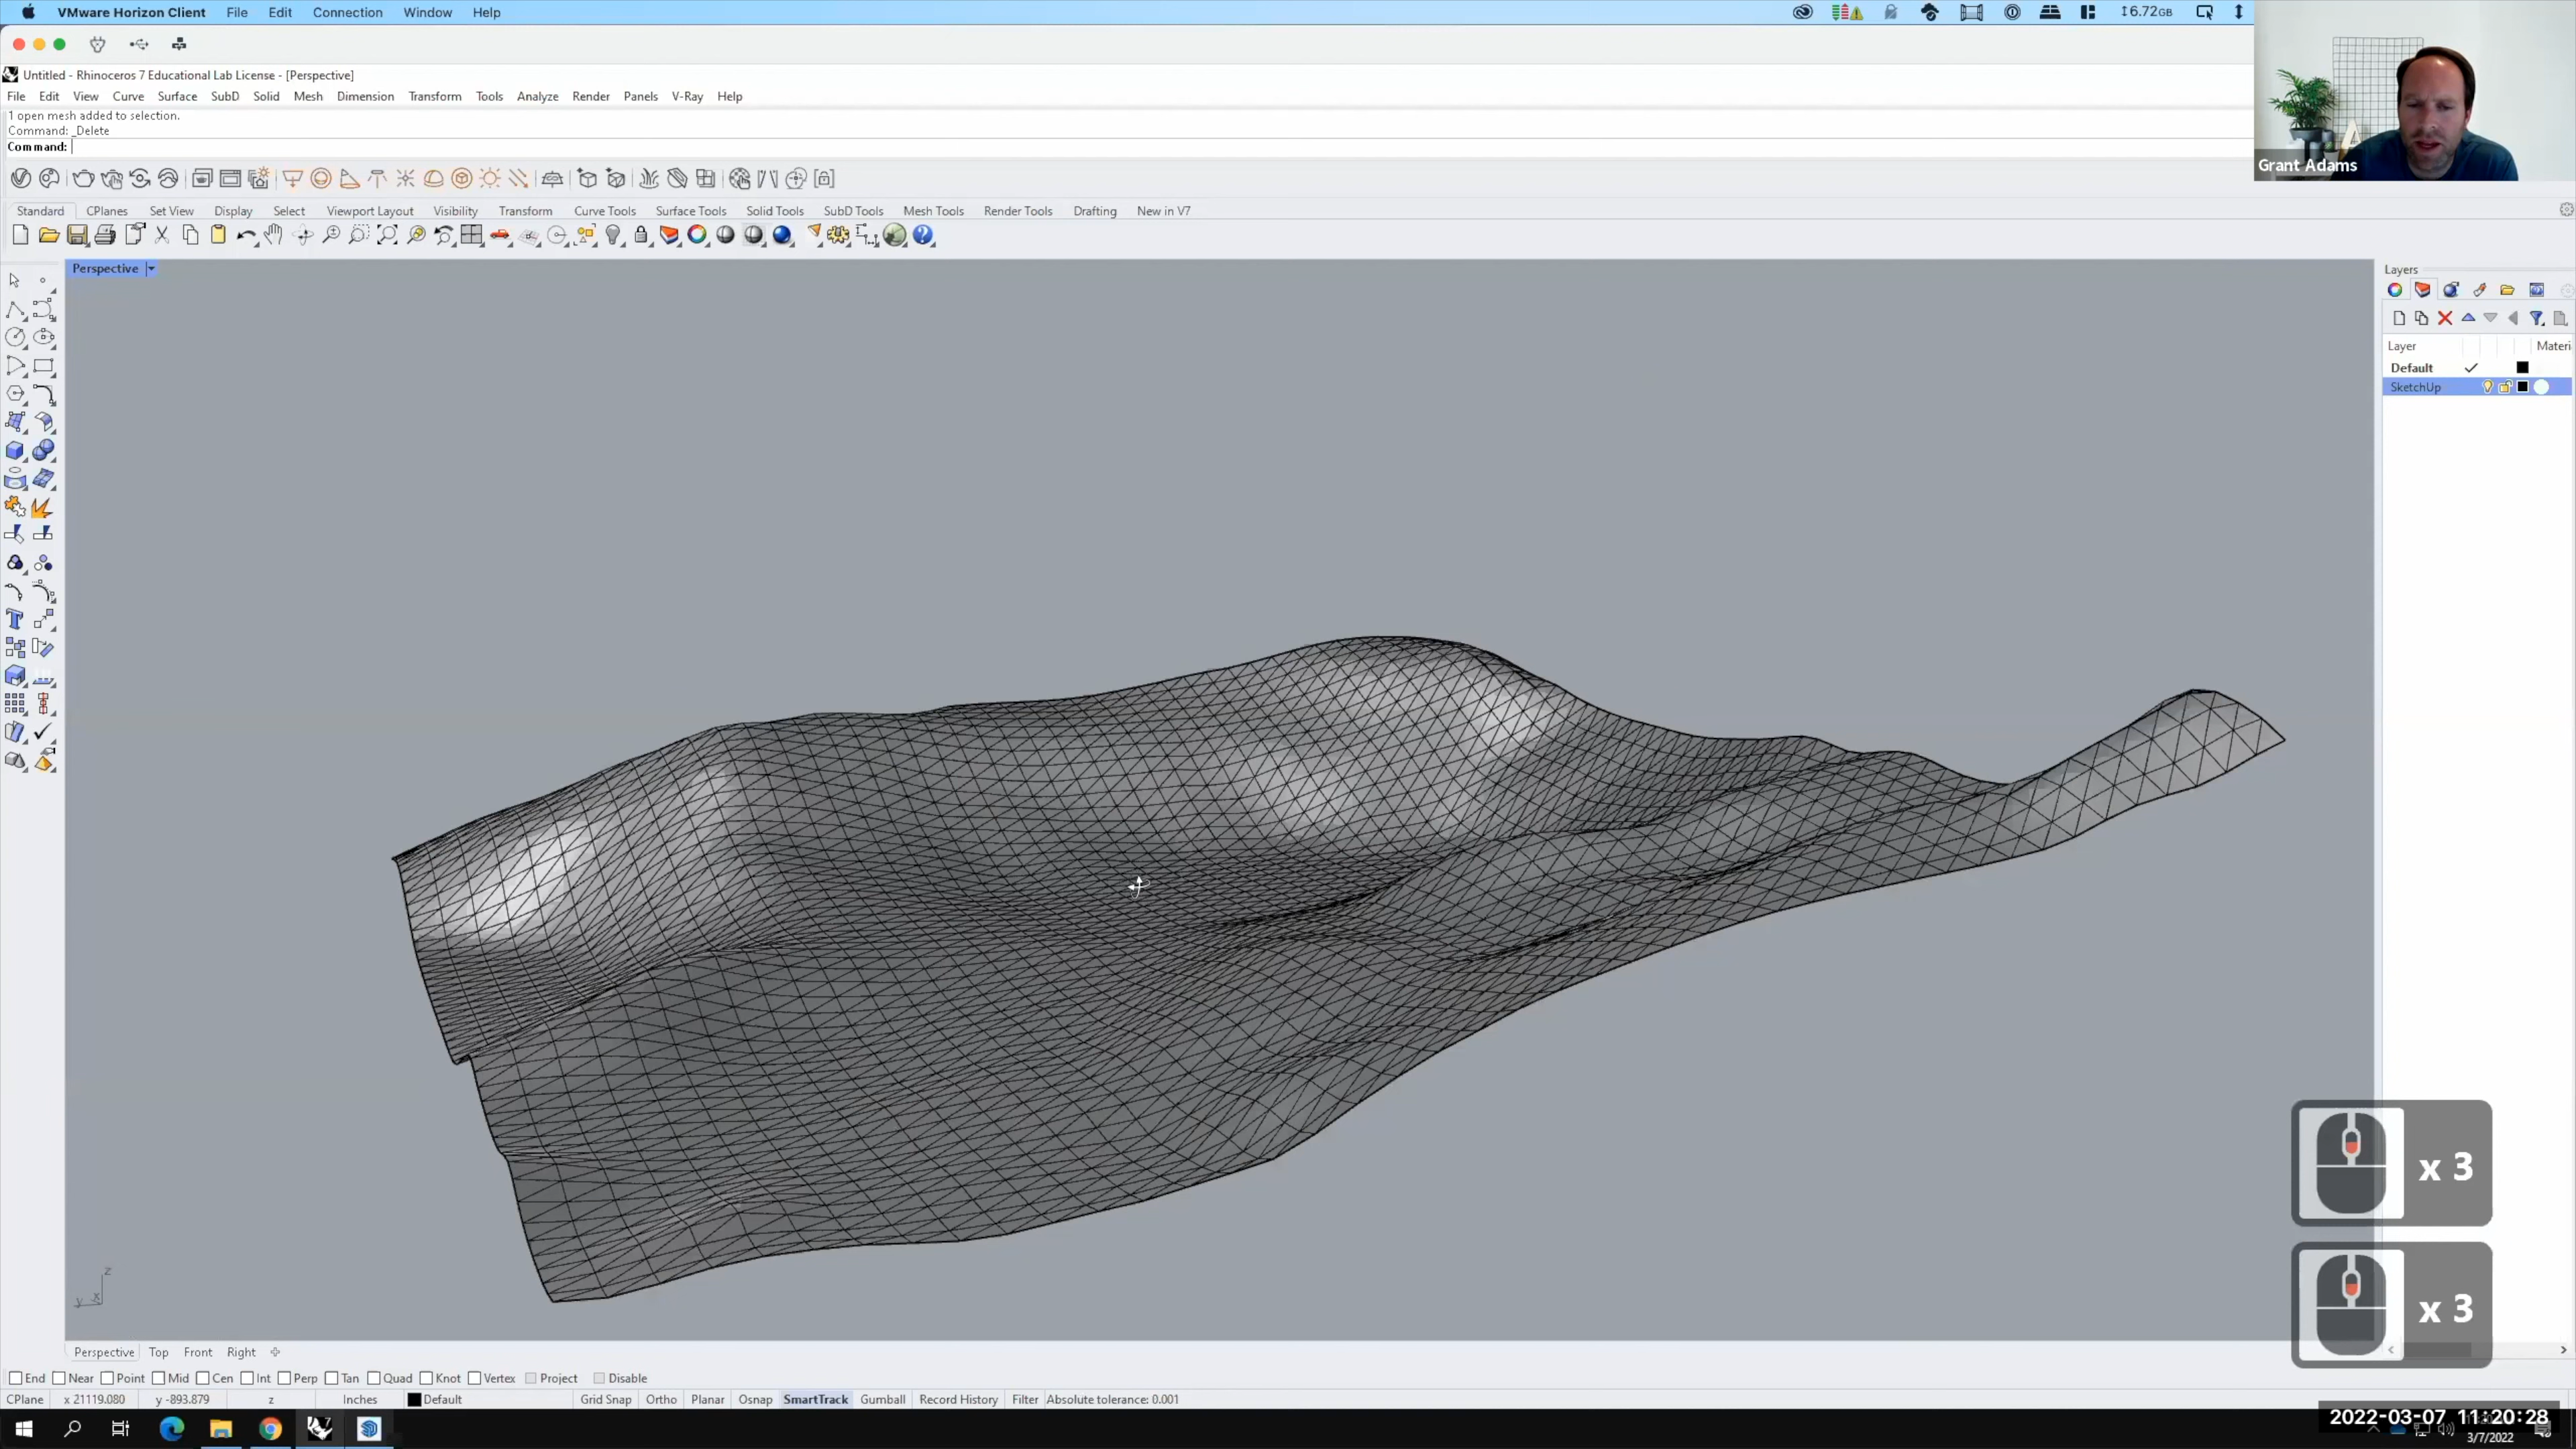 VMware Horizon Client File Edit Connection Window Help
6.72GB
Untitled - Rhinoceros 7 Educational Lab License - [Perspective]
File Edit View Curve Surface SubD Solid Mesh Dimension Transform Tools Analyze Render Panels V-Ray Help
1 open mesh added to selection.
Command: _Delete
Command:
Grant Adams
Standard CPlanes Set View Display Select Viewport Layout Visibility Transform Curve Tools Surface Tools Solid Tools SubD Tools Mesh Tools Render Tools Drafting New in V7
Perspective
Layers
Layer Materi
Default
SketchUp
x 3
x 3
z
y x
Perspective Top Front Right
End Near Point Mid Cen Int Perp Tan Quad Knot Vertex Project Disable
CPlane x 21119.080 y -893.879 z Inches Default Grid Snap Ortho Planar Osnap SmartTrack Gumball Record History Filter Absolute tolerance: 0.001
2022-03-07 11:20:28
3/7/2022